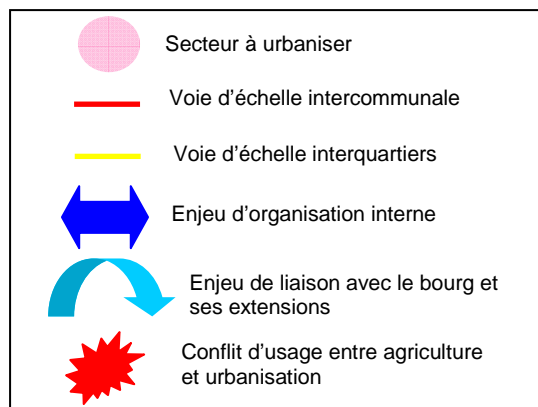 Secteur à urbaniser
Voie d'échelle intercommunale
Voie d'échelle interquartiers
Enjeu d'organisation interne
Enjeu de liaison avec le bourg et
ses extensions
Conflit d'usage entre agriculture
et urbanisation